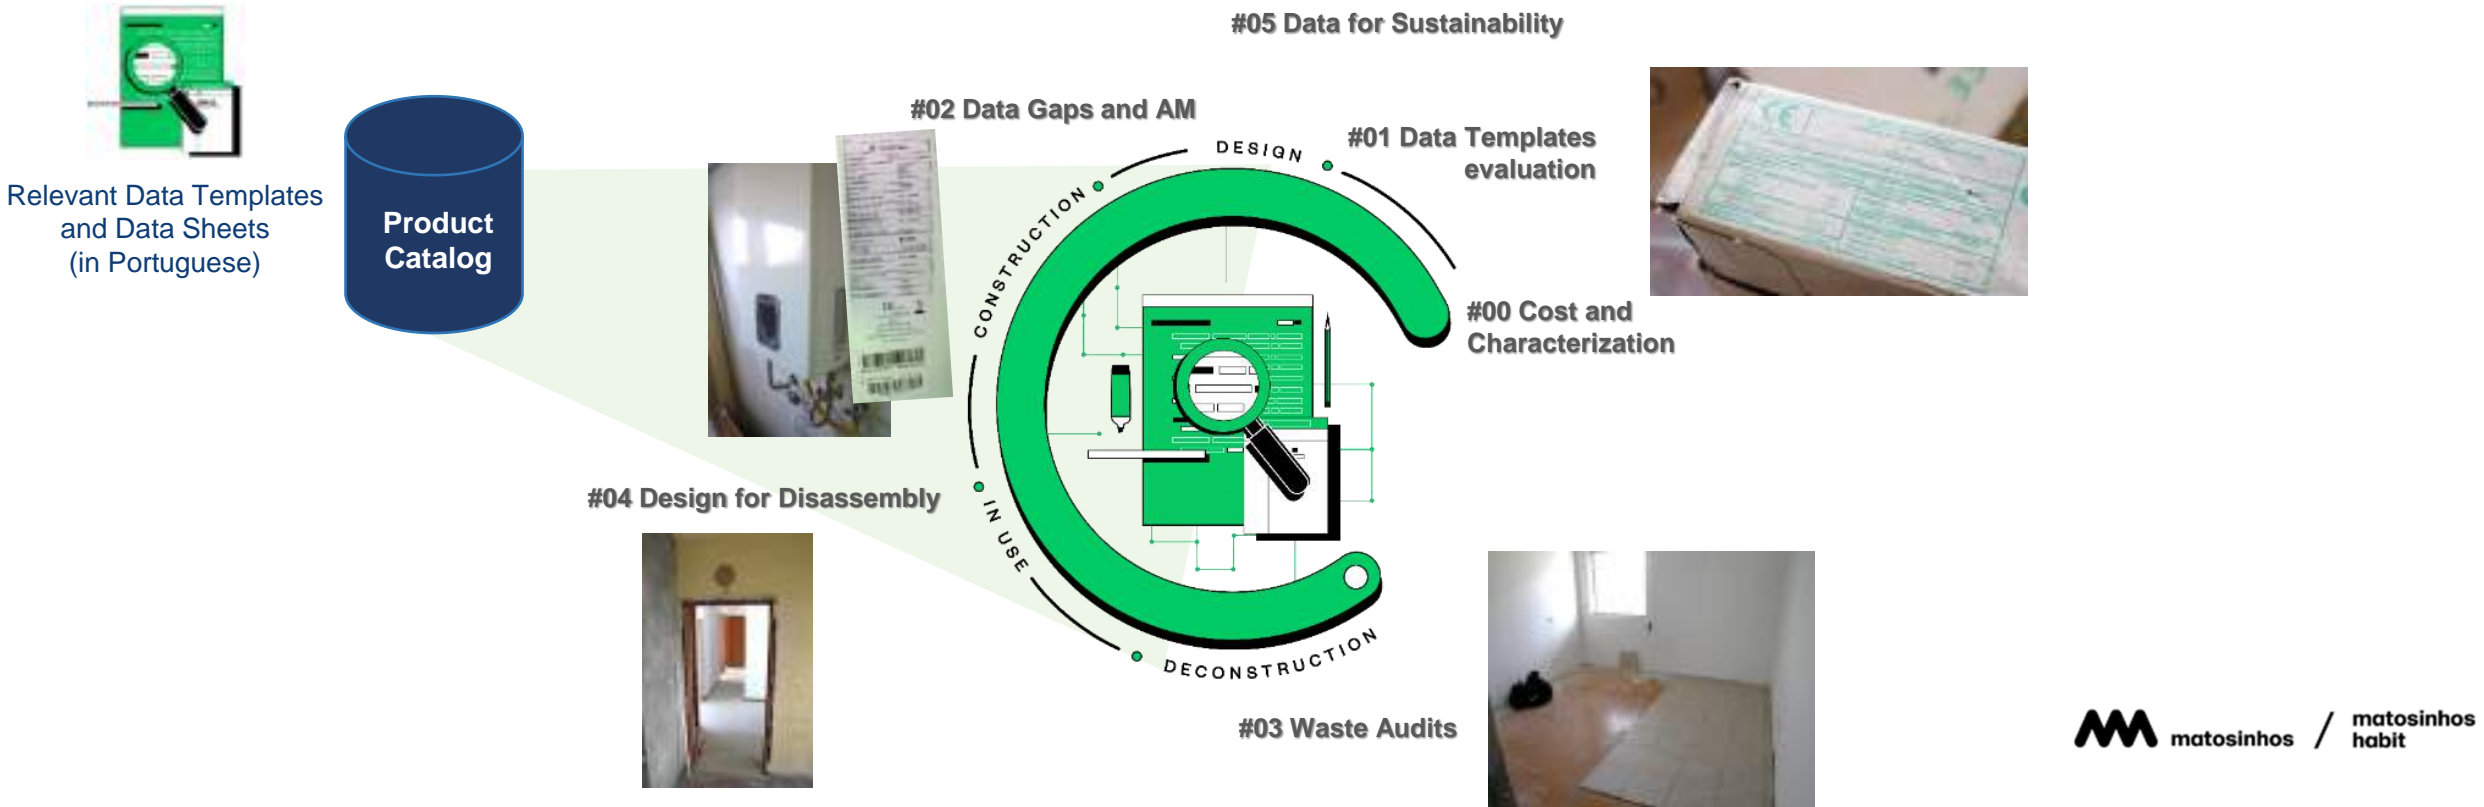 #05 Data for Sustainability
#02 Data Gaps and AM
#01 Data Templates
evaluation
Relevant Data Templates
and Data Sheets
(in Portuguese)
Product
Catalog
DESIGN
CONSTRUCTION
IN USE
DECONSTRUCTION
#00 Cost and
Characterization
#04 Design for Disassembly
#03 Waste Audits
matosinhos / matosinhos
habit